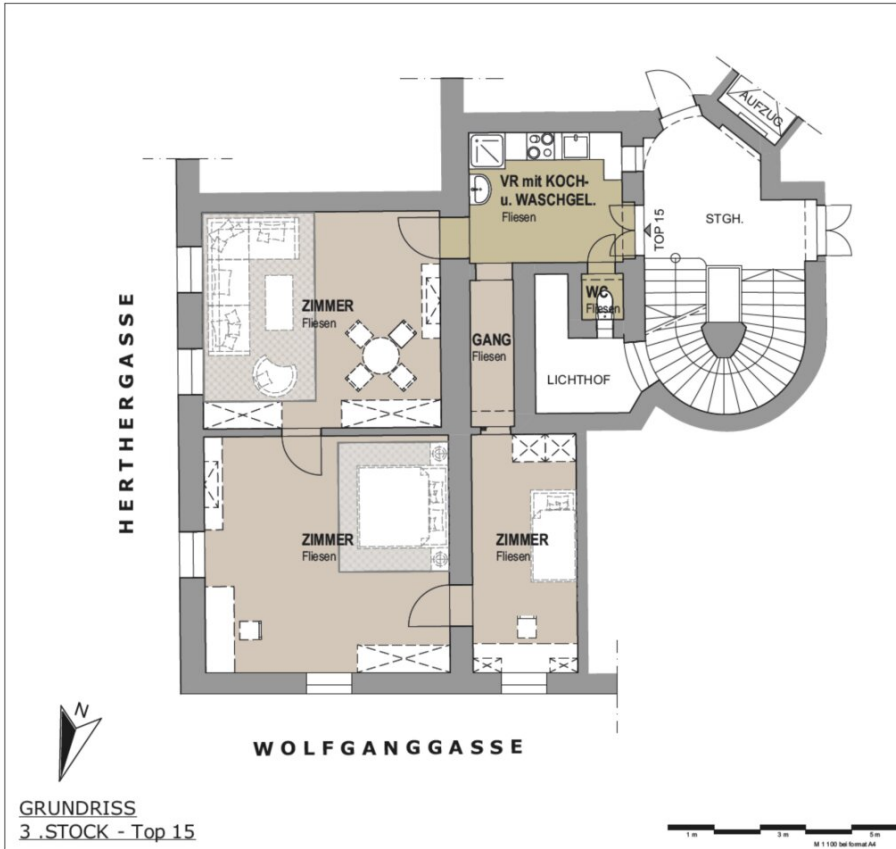 AUFZUG
VR mit KOCH-
u. WASCHGEL.
Fliesen
TOP 15
STGH.
WC
Fliesen
ZIMMER
Fliesen
GANG
Fliesen
LICHTHOF
HERTHERGASSE
ZIMMER
Fliesen
ZIMMER
Fliesen
N
WOLFGANGGASSE
GRUNDRISS
3 .STOCK - Top 15
1 m 3 m 5 m
M 1 100 bei format A4